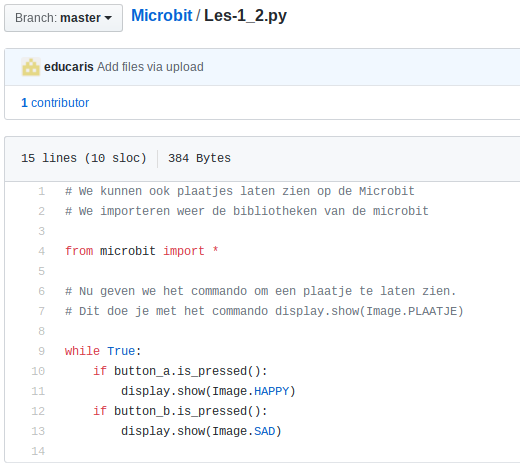 Branch: master Microbit / Les-1_2.py
educaris Add files via upload
1 contributor
15 lines (10 sloc) 384 Bytes
1 # We kunnen ook plaatjes laten zien op de Microbit
2 # We importeren weer de bibliotheken van de microbit
3
4 from microbit import *
5
6 # Nu geven we het commando om een plaatje te laten zien.
7 # Dit doe je met het commando display.show(Image.PLAATJE)
8
9 while True:
10     if button_a.is_pressed():
11         display.show(Image.HAPPY)
12     if button_b.is_pressed():
13         display.show(Image.SAD)
14